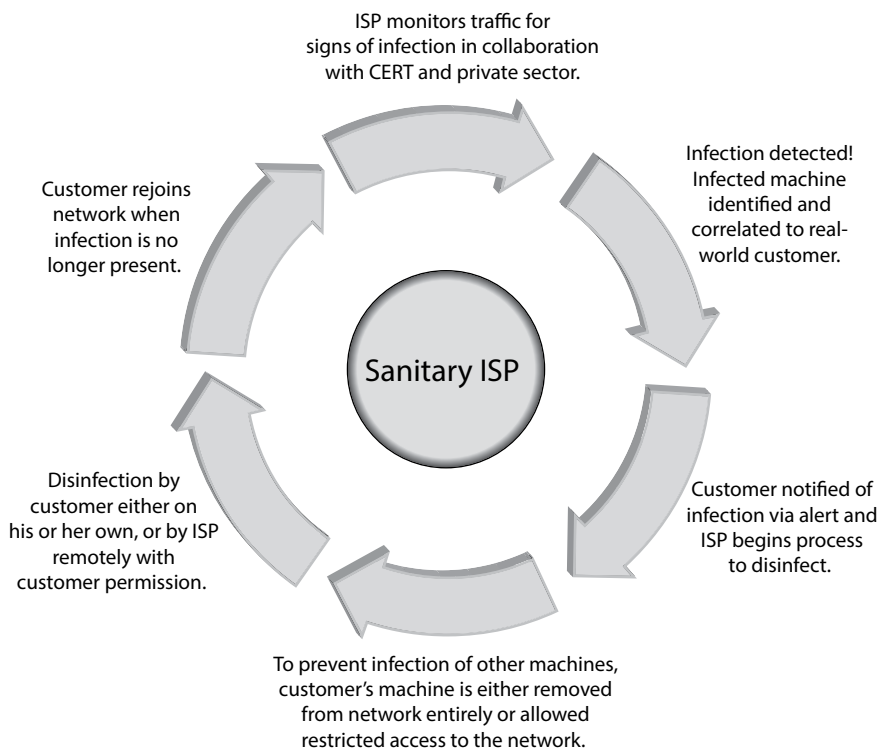 ISP monitors traffic for
signs of infection in collaboration
with CERT and private sector.
Infection detected!
Infected machine
identified and
correlated to real-
world customer.
Customer notified of
infection via alert and
ISP begins process
to disinfect.
To prevent infection of other machines,
customer’s machine is either removed
from network entirely or allowed
restricted access to the network.
Disinfection by
customer either on
his or her own, or by ISP
remotely with
customer permission.
Customer rejoins
network when
infection is no
longer present.
Sanitary ISP